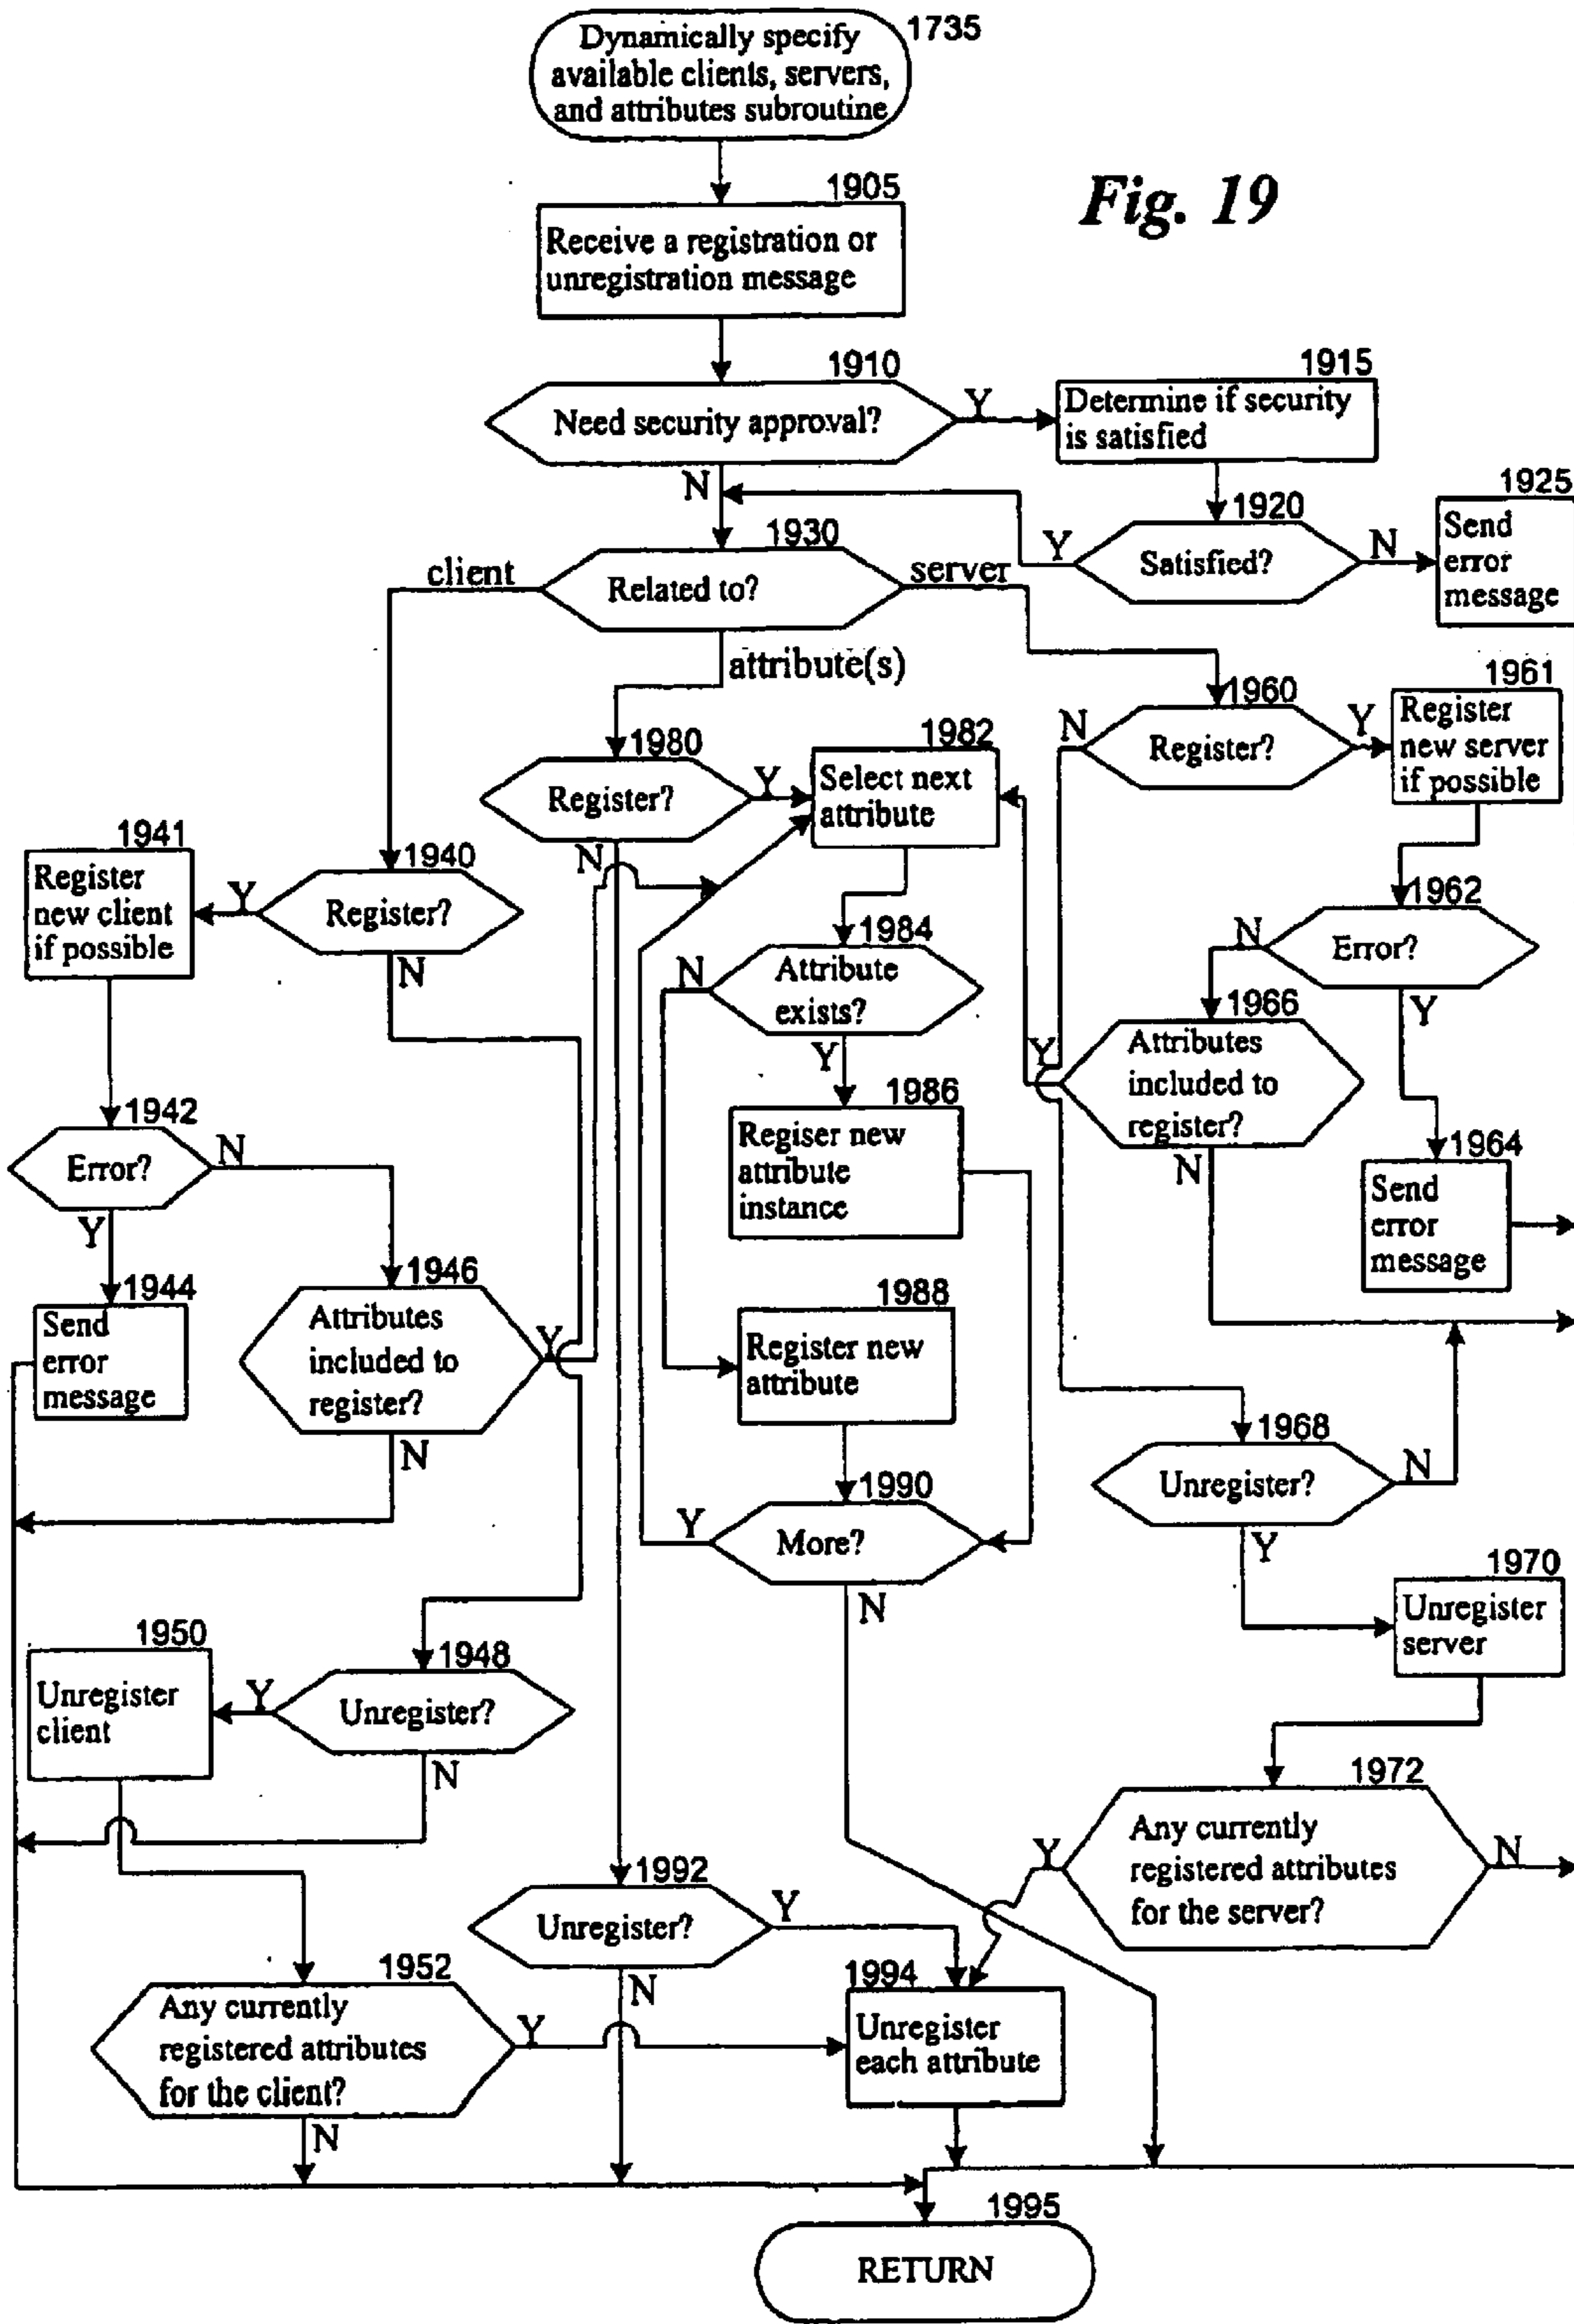 Dynamically specify
available clients, servers,
and attributes subroutine
1735
Fig. 19
1905
Receive a registration or
unregistration message
1910
Need security approval?
Y
N
1915
Determine if security
is satisfied
1920
Satisfied?
Y
N
1925
Send
error
message
1930
Related to?
client
server
attribute(s)
1960
Register?
N
Y
1961
Register
new server
if possible
1980
Register?
Y
N
1982
Select next
attribute
1941
Register
new client
if possible
1940
Register?
Y
N
1962
Error?
N
Y
1984
Attribute
exists?
N
Y
1966
Attributes
included to
register?
Y
N
1986
Regiser new
attribute
instance
1942
Error?
N
Y
1964
Send
error
message
1944
Send
error
message
1946
Attributes
included to
register?
Y
N
1988
Register new
attribute
1968
Unregister?
N
Y
1990
More?
Y
N
1970
Unregister
server
1950
Unregister
client
1948
Unregister?
Y
N
1972
Any currently
registered attributes
for the server?
Y
N
1992
Unregister?
Y
N
1952
Any currently
registered attributes
for the client?
Y
N
1994
Unregister
each attribute
1995
RETURN